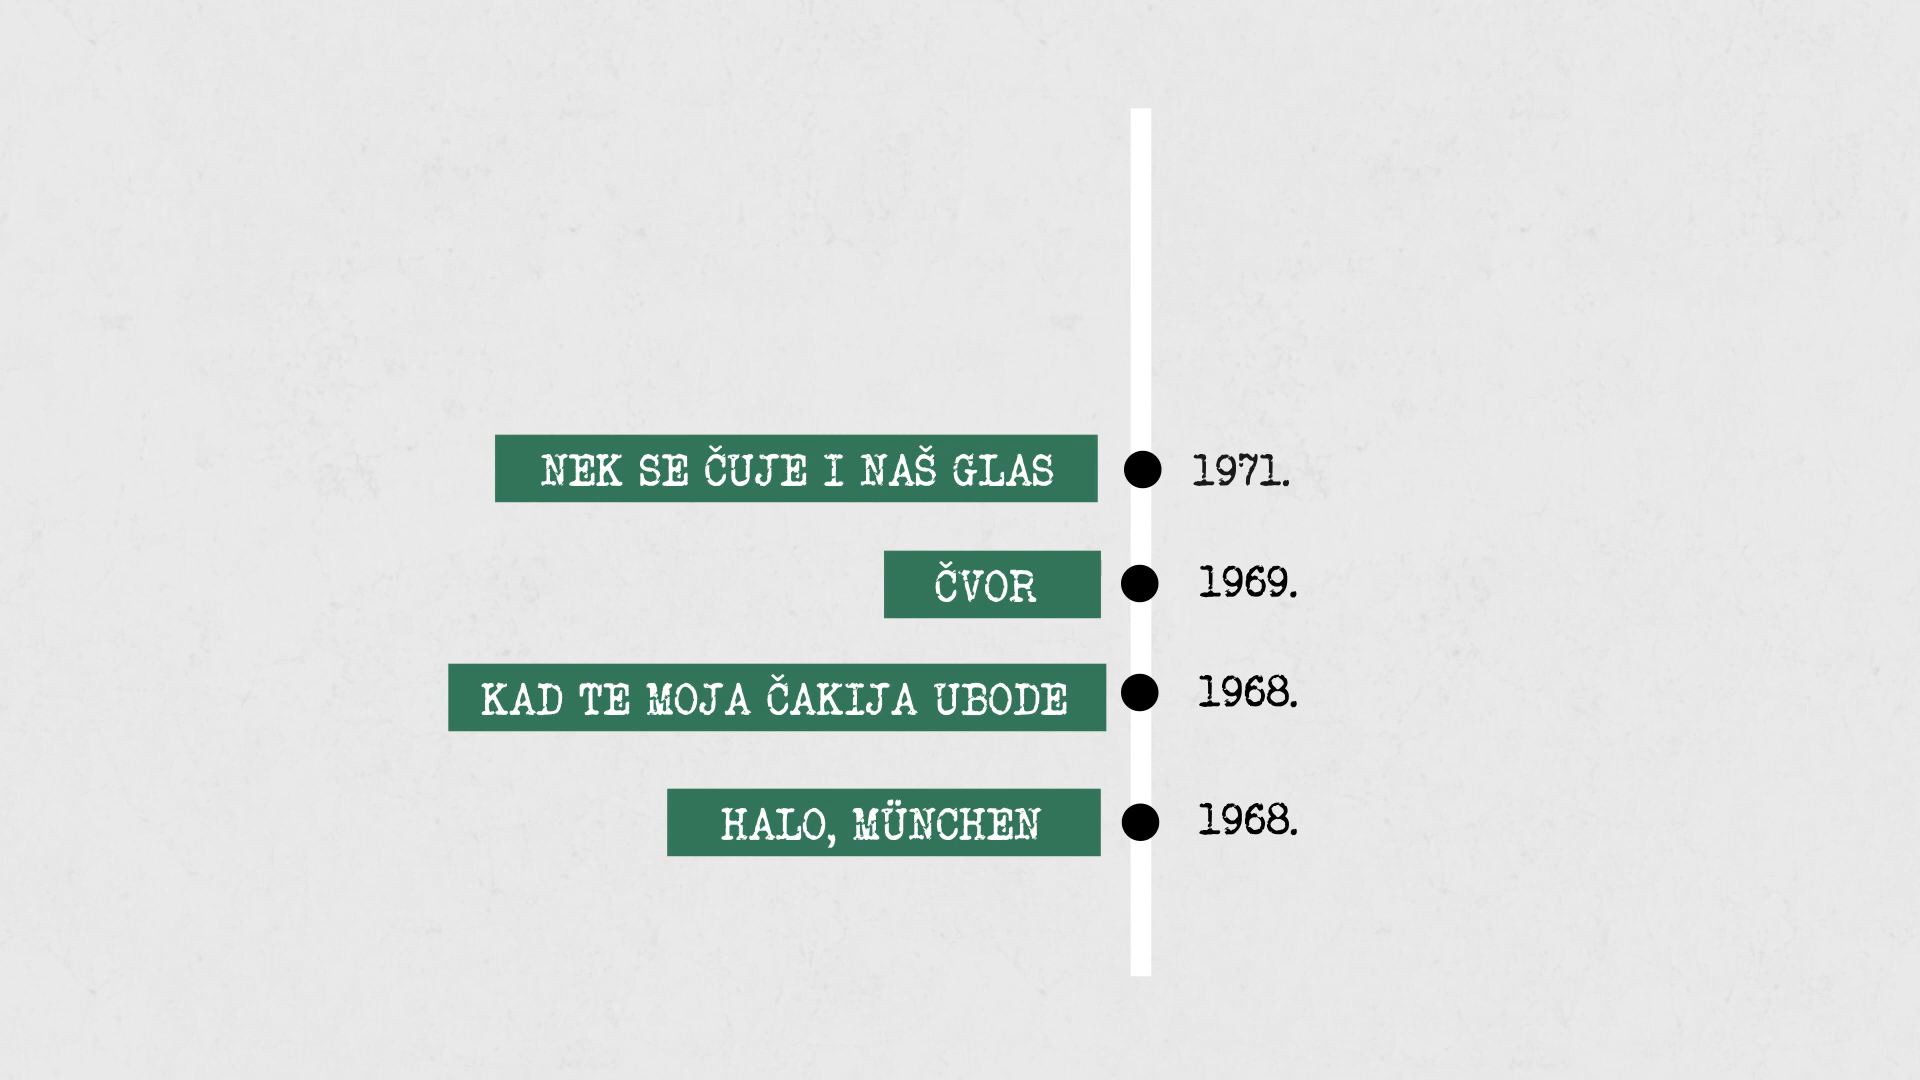 NEK SE ČUJE I NAŠ GLAS 1971.
ČVOR 1969.
KAD TE MOJA ČAKIJA UBODE 1968.
HALO, MÜNCHEN 1968.